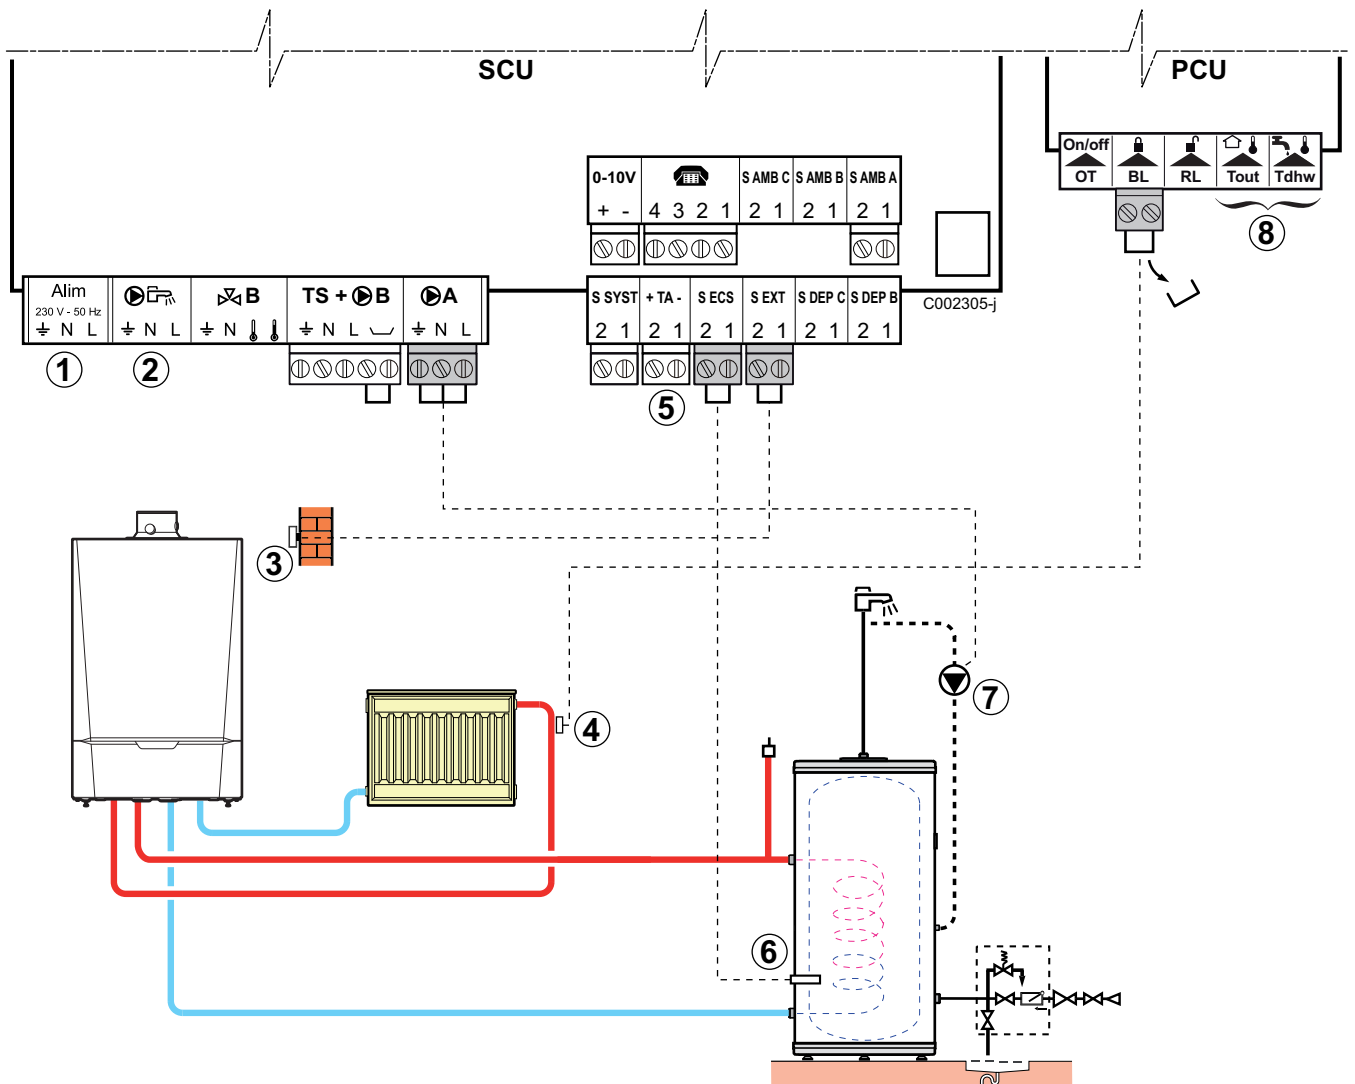 SCU
PCU
On/off
OT BL RL Tout Tdhw
0-10V S AMB C S AMB B S AMB A
+ - 4 3 2 1 2 1 2 1 2 1
8
C002305-j
Alim
230 V - 50 Hz
N L
N L
B
N
TS + B
N L
A
N L
S SYST + TA - S ECS S EXT S DEP C S DEP B
2 1 2 1 2 1 2 1 2 1 2 1
1
2
5
3
4
7
6